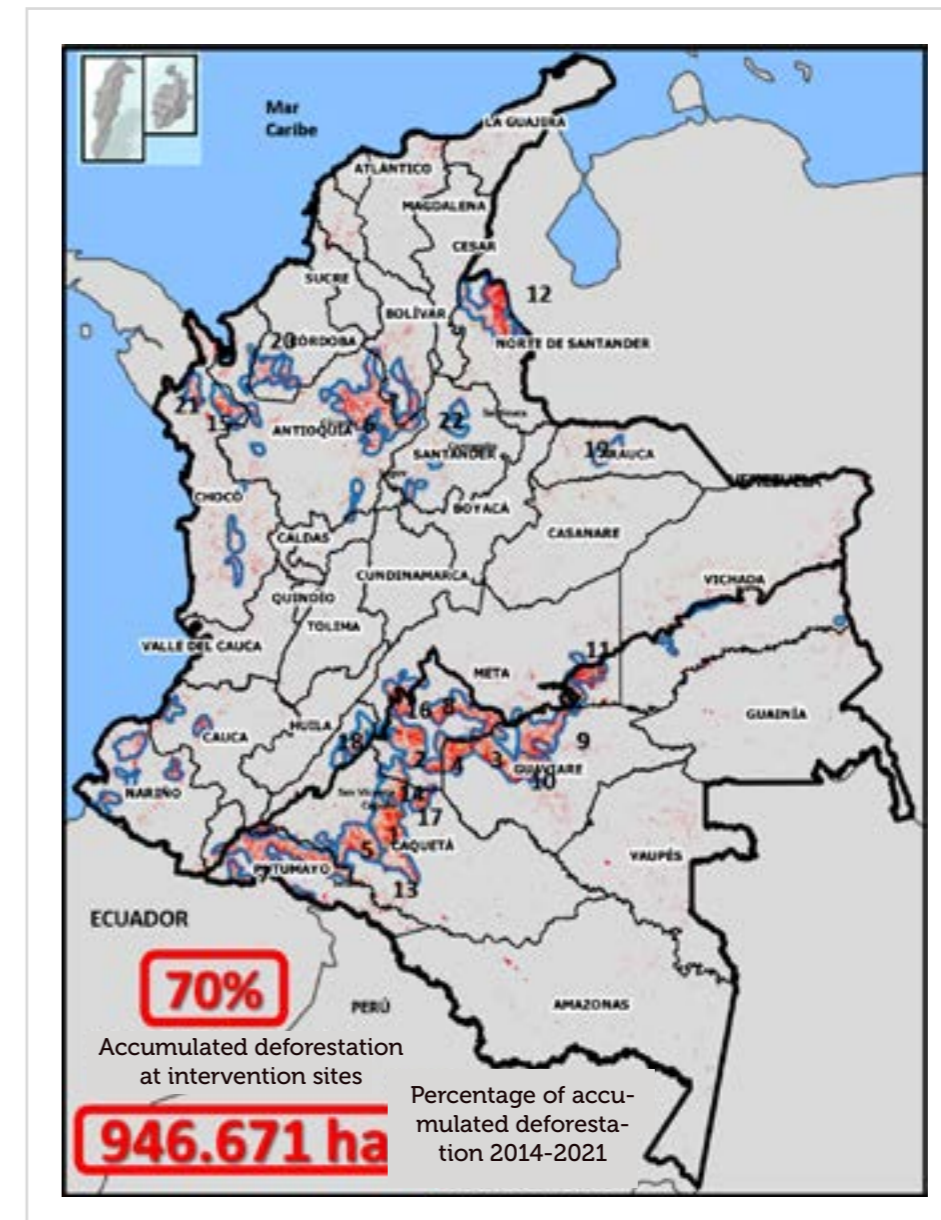 Mar
Caribe
LA GUAJIRA
ATLÁNTICO
MAGDALENA
CESAR
SUCRE
12
BOLÍVAR
20
CÓRDOBA
NORTE DE SANTANDER
21
15
ANTIOQUIA
6
22
SANTANDER
19
ARAUCA
VENEZUELA
CHOCÓ
BOYACÁ
CASANARE
CALDAS
CUNDINAMARCA
VICHADA
QUINDÍO
TOLIMA
VALLE DEL CAUCA
META
11
16
8
GUAINÍA
HUILA
CAUCA
18
9
2
4
3
GUAVIARE
10
NARIÑO
San Vicente
14
17
5
CAQUETÁ
VAUPÉS
7
PUTUMAYO
13
ECUADOR
70%
PERÚ
AMAZONAS
Accumulated deforestation
at intervention sites
Percentage of accu-
mulated deforesta-
tion 2014-2021
946.671 ha